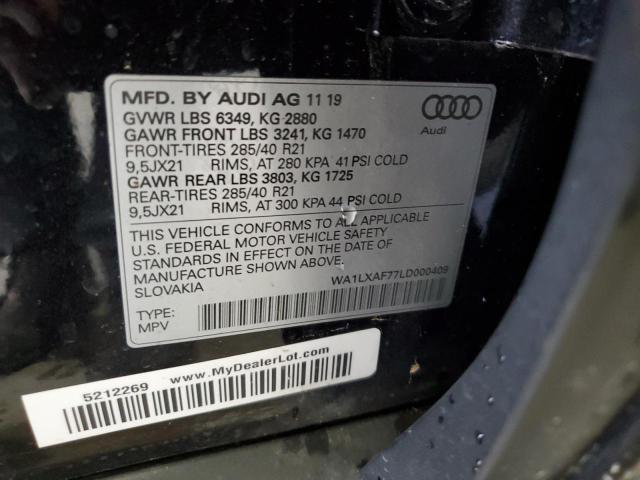 MFD. BY AUDI AG 11 19
GVWR LBS 6349, KG 2880
GAWR FRONT LBS 3241, KG 1470
FRONT-TIRES 285/40 R21
9,5JX21 RIMS, AT 280 KPA 41 PSI COLD
GAWR REAR LBS 3803, KG 1725
REAR-TIRES 285/40 R21
9,5JX21 RIMS, AT 300 KPA 44 PSI COLD
Audi
THIS VEHICLE CONFORMS TO ALL APPLICABLE
U.S. FEDERAL MOTOR VEHICLE SAFETY
STANDARDS IN EFFECT ON THE DATE OF
MANUFACTURE SHOWN ABOVE.
SLOVAKIA
WA1LXAF77LD000409
TYPE:
MPV
5212269 www.MyDealerLot.com